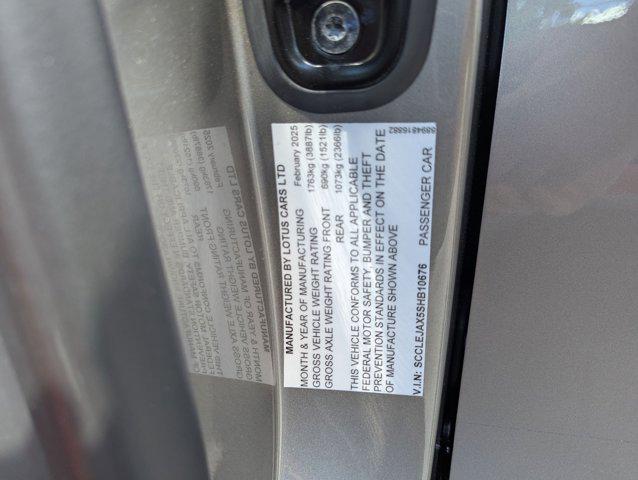 MANUFACTURED BY LOTUS CARS LTD
MONTH & YEAR OF MANUFACTURING February 2025
GROSS VEHICLE WEIGHT RATING 1763kg (3887lb)
GROSS AXLE WEIGHT RATING FRONT 690kg (1521lb)
REAR 1073kg (2366lb)
THIS VEHICLE CONFORMS TO ALL APPLICABLE
FEDERAL MOTOR SAFETY, BUMPER AND THEFT
PREVENTION STANDARDS IN EFFECT ON THE DATE
OF MANUFACTURE SHOWN ABOVE
V.I.N: SCCLEJAX5SHB10676 PASSENGER CAR